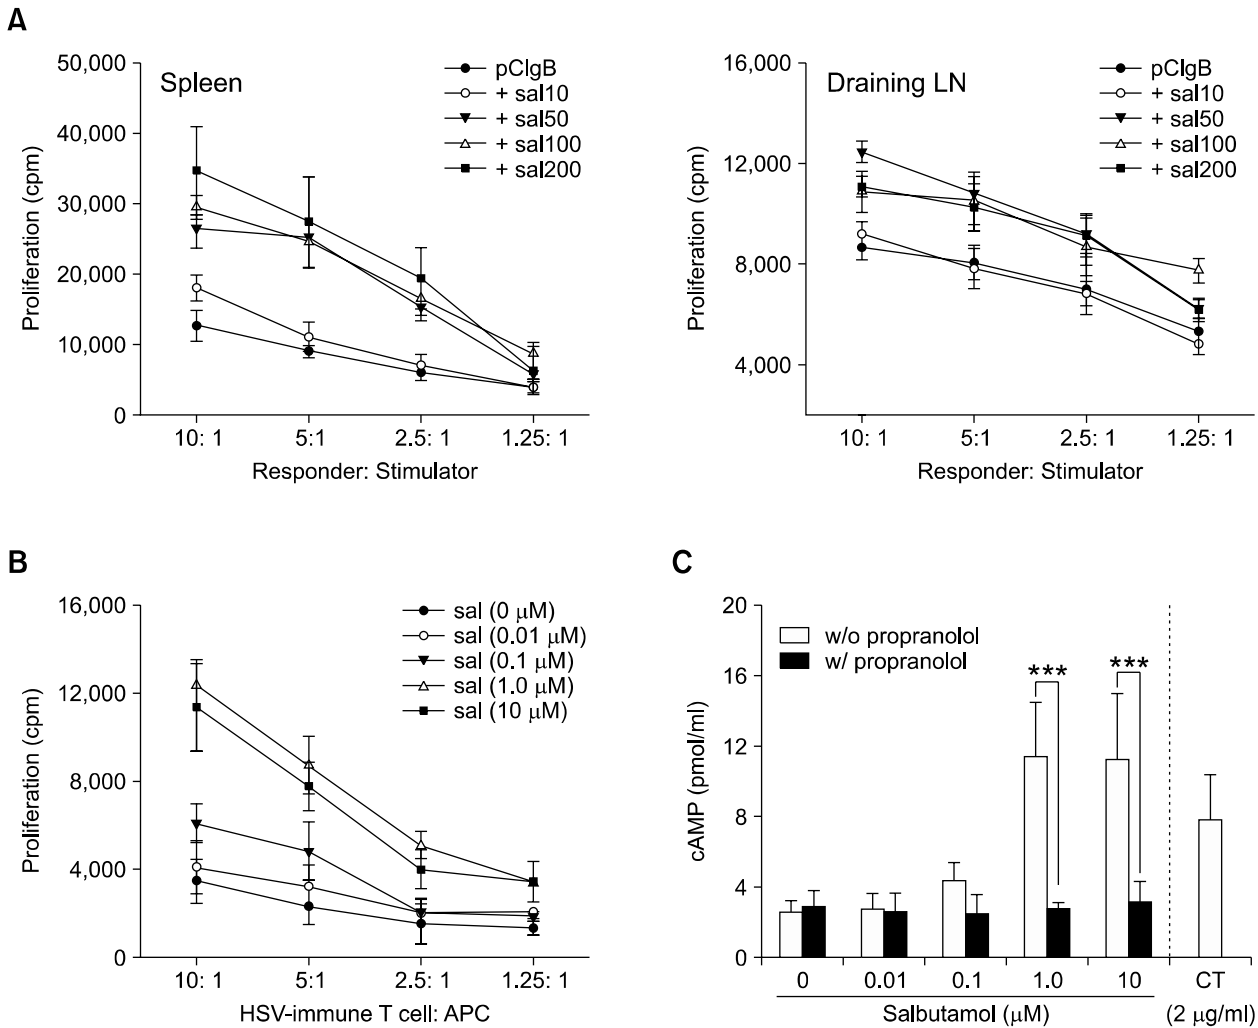 A
Spleen
pCIgB
+ sal10
+ sal50
+ sal100
+ sal200
50,000
40,000
30,000
20,000
10,000
0
Proliferation (cpm)
10: 1
5:1
2.5: 1
1.25: 1
Responder: Stimulator
Draining LN
pCIgB
+ sal10
+ sal50
+ sal100
+ sal200
16,000
12,000
8,000
4,000
Proliferation (cpm)
10: 1
5:1
2.5: 1
1.25: 1
Responder: Stimulator
B
sal (0 μM)
sal (0.01 μM)
sal (0.1 μM)
sal (1.0 μM)
sal (10 μM)
16,000
12,000
8,000
4,000
0
Proliferation (cpm)
10: 1
5:1
2.5: 1
1.25: 1
HSV-immune T cell: APC
C
w/o propranolol
w/ propranolol
***
***
20
16
12
8
4
0
cAMP (pmol/ml)
0
0.01
0.1
1.0
10
CT
Salbutamol (μM)
(2 μg/ml)